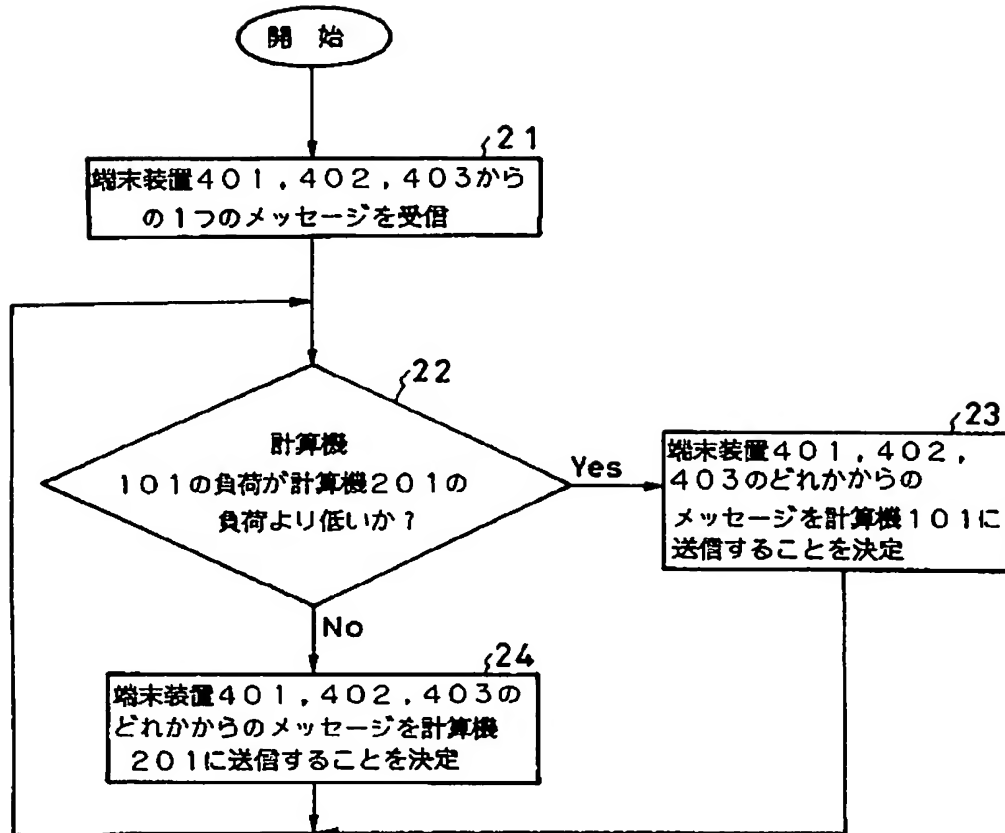 開 始
21
端末装置401,402,403から
の1つのメッセージを受信
22
計算機
101の負荷が計算機201の
負荷より低いか?
Yes
23
端末装置401,402,
403のどれかからの
メッセージを計算機101に
送信することを決定
No
24
端末装置401,402,403の
どれかからのメッセージを計算機
201に送信することを決定